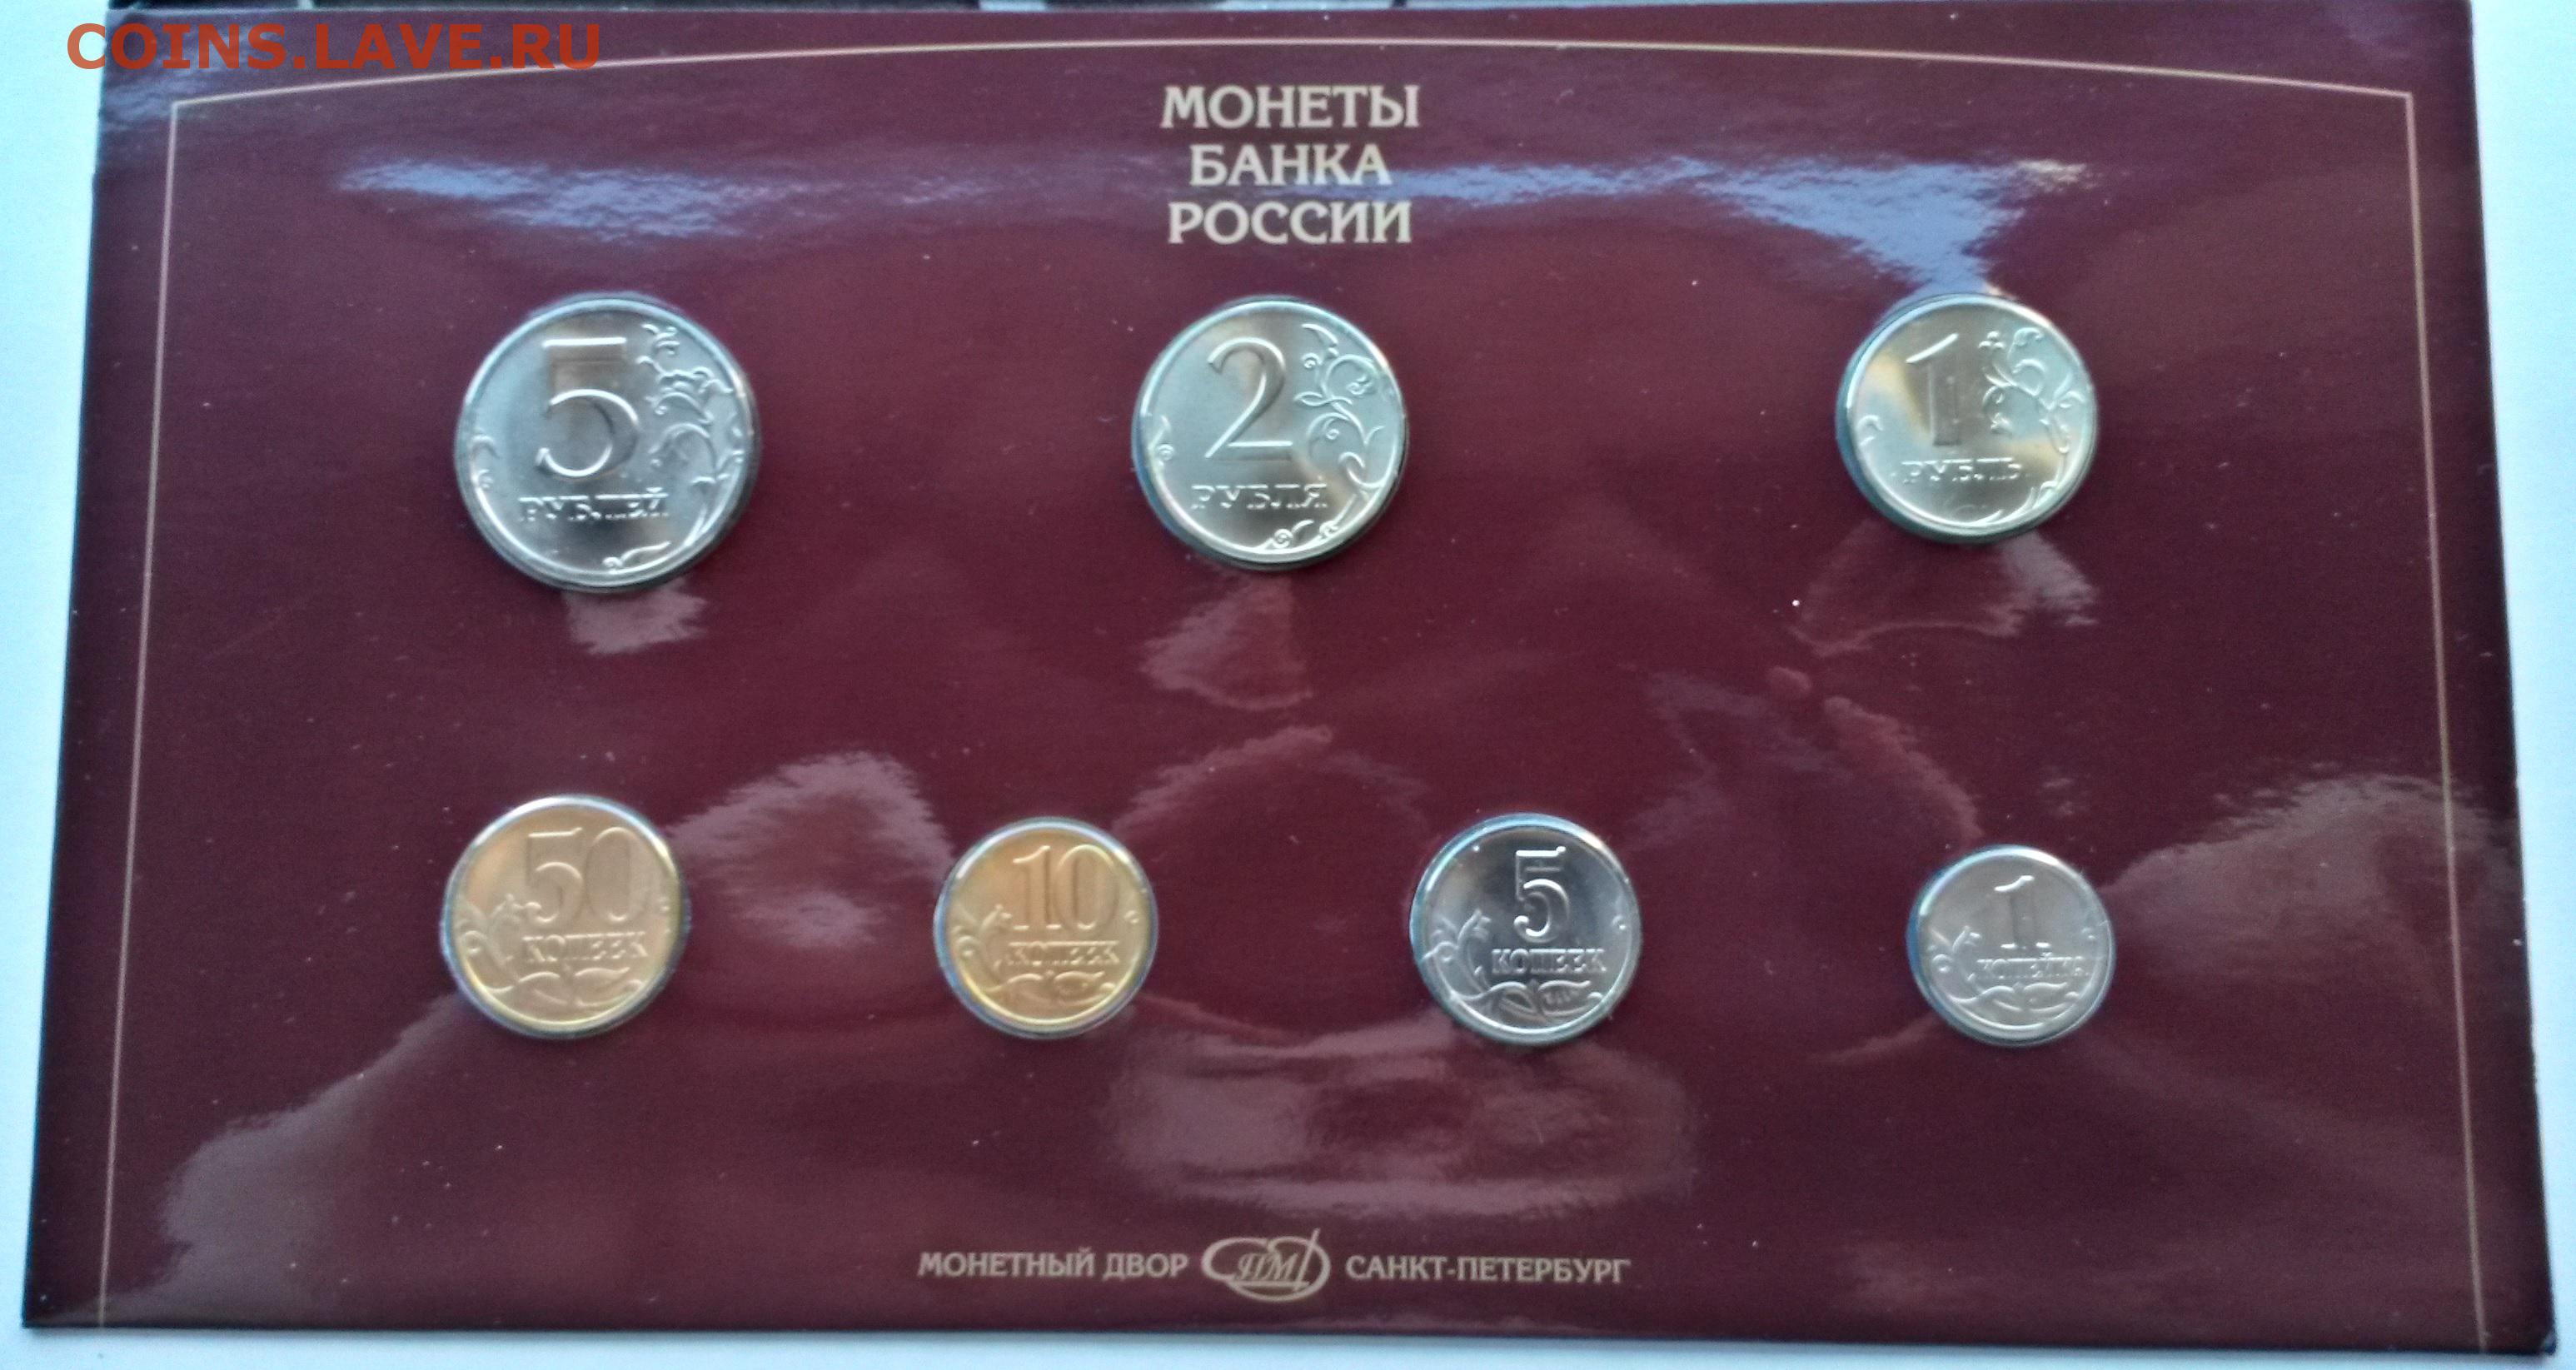 COINS.LAVE.RU
МОНЕТЫ
БАНКА
РОССИИ
5
РУБЛЕЙ
2
РУБЛЯ
1
РУБЛЬ
50
КОПЕЕК
10
КОПЕЕК
5
КОПЕЕК
1
КОПЕЙКА
МОНЕТНЫЙ ДВОР СПМД САНКТ-ПЕТЕРБУРГ